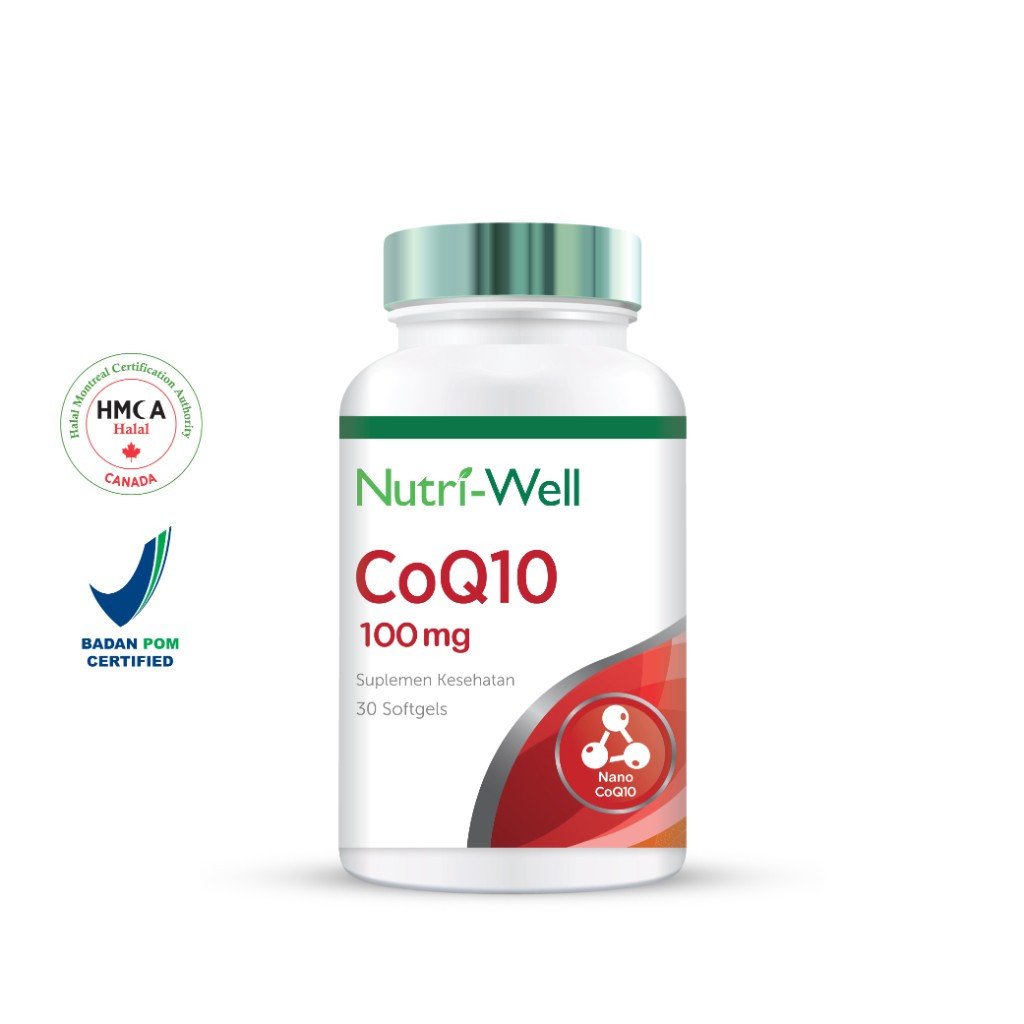 Halal Montreal Certification Authority
HMCA
Halal
CANADA
BADAN POM
CERTIFIED
Nutri-Well
CoQ10
100 mg
Suplemen Kesehatan
30 Softgels
Nano
CoQ10